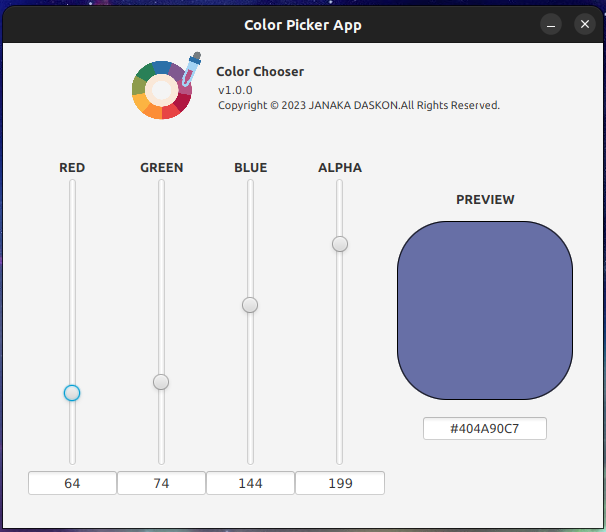 Color Picker App
Color Chooser
v1.0.0
Copyright © 2023 JANAKA DASKON.All Rights Reserved.
RED GREEN BLUE ALPHA
PREVIEW
#404A90C7
64 74 144 199